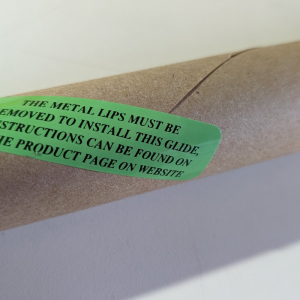 THE METAL LIPS MUST BE
EMOVED TO INSTALL THIS GLIDE.
STRUCTIONS CAN BE FOUND ON
HE PRODUCT PAGE ON WEBSITE